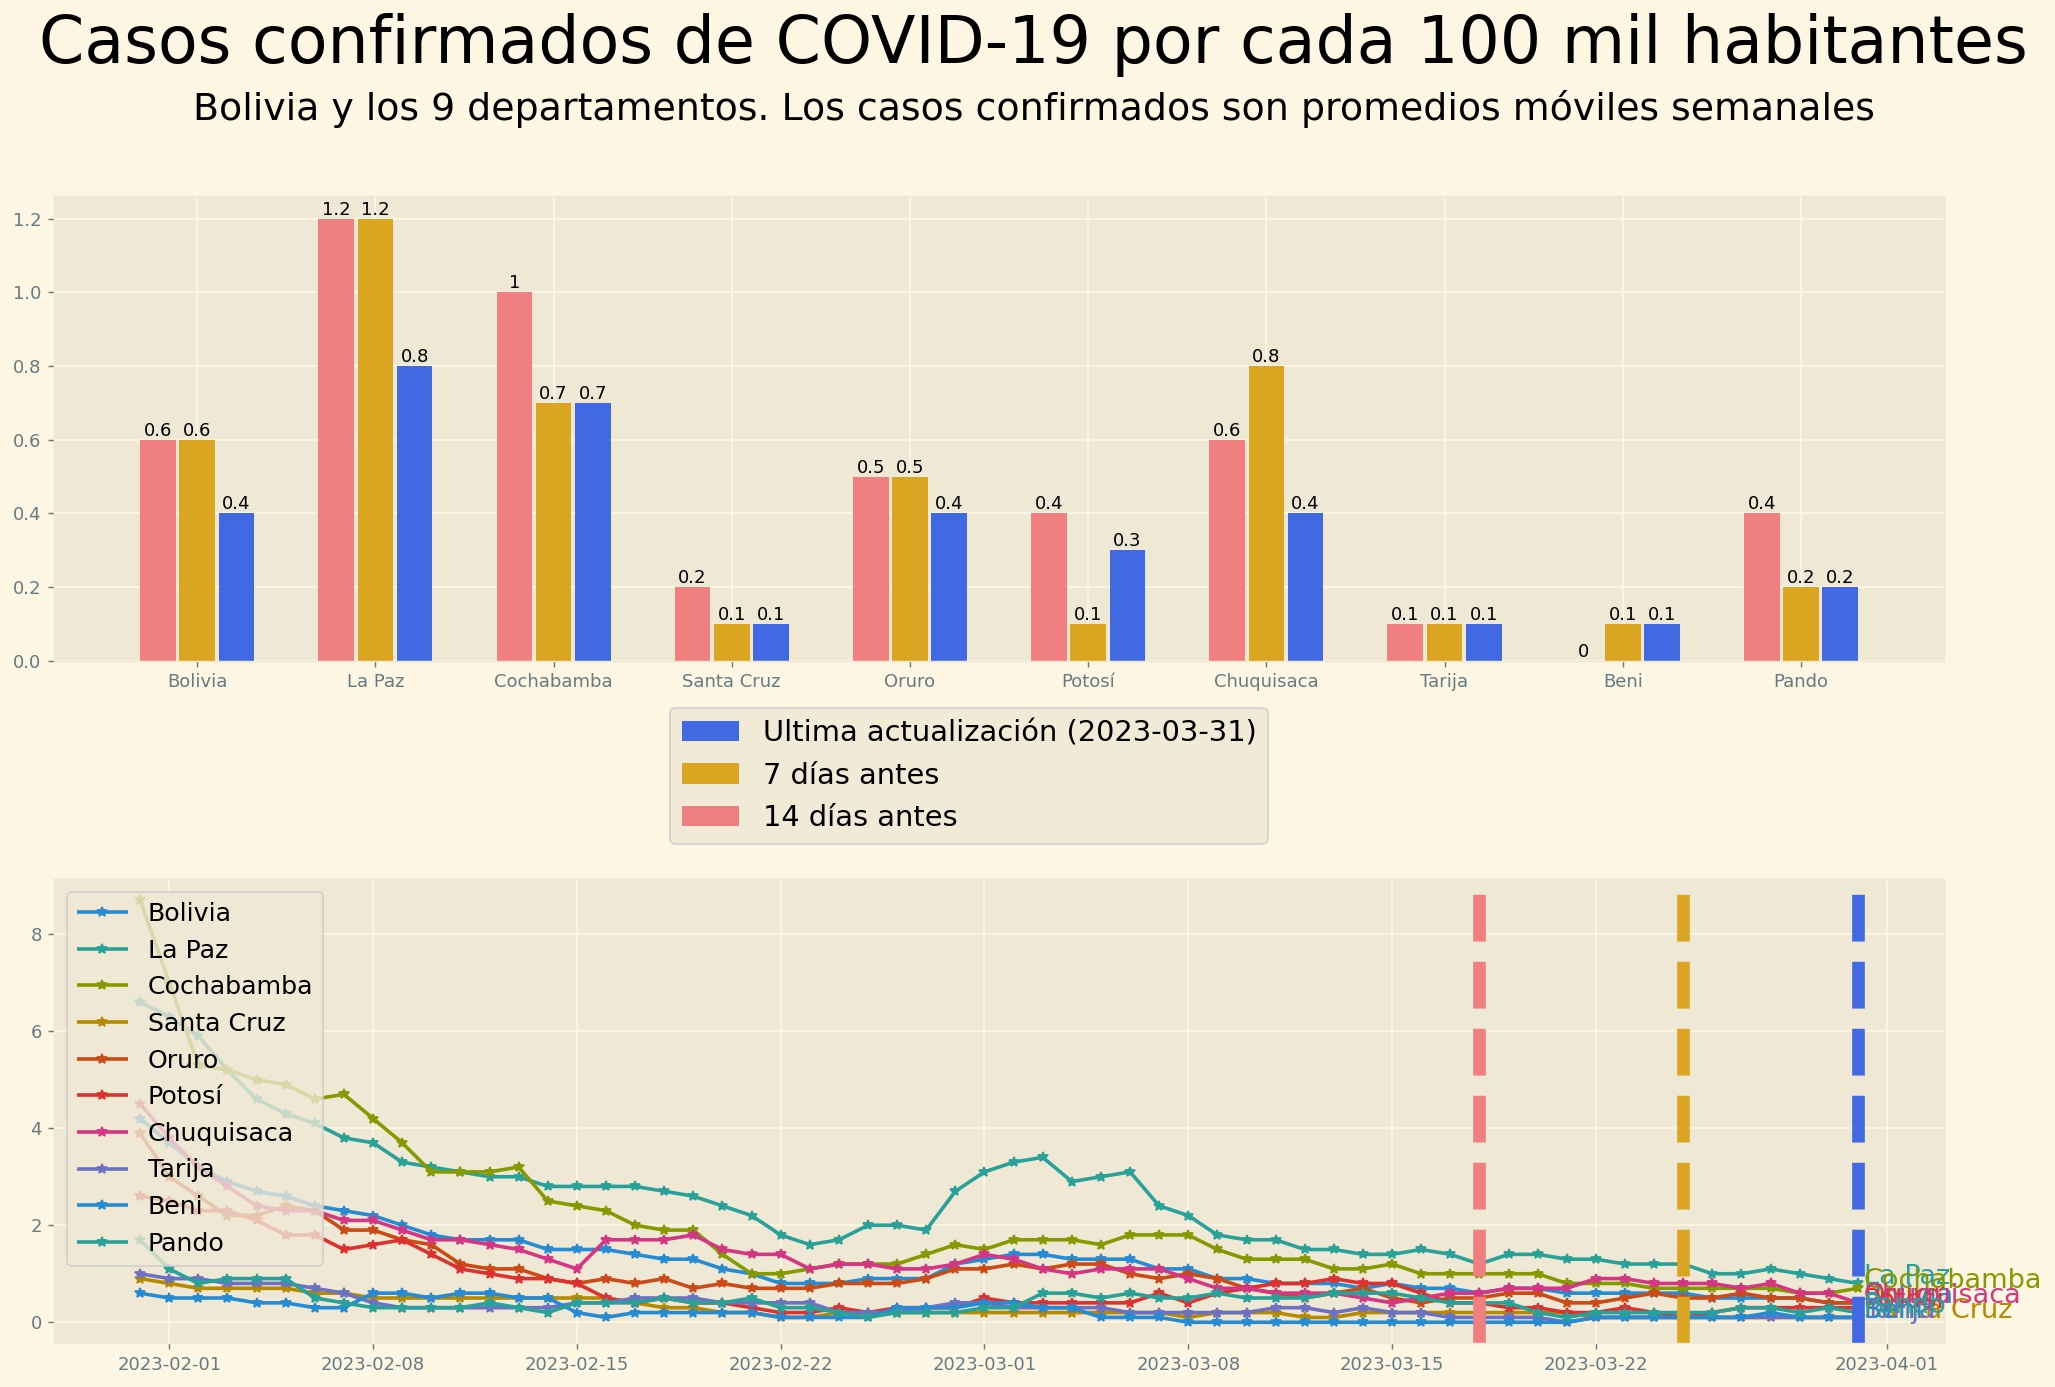 Casos confirmados de COVID-19 por cada 100 mil habitantes
Bolivia y los 9 departamentos. Los casos confirmados son promedios móviles semanales
1.2
1.0
0.8
0.6
0.4
0.2
0.0
0.6 0.6 0.4
1.2 1.2 0.8
1 0.7 0.7
0.2 0.1 0.1
0.5 0.5 0.4
0.4 0.1 0.3
0.6 0.8 0.4
0.1 0.1 0.1
0 0.1 0.1
0.4 0.2 0.2
Bolivia La Paz Cochabamba Santa Cruz Oruro Potosí Chuquisaca Tarija Beni Pando
Ultima actualización (2023-03-31)
7 días antes
14 días antes
8
6
4
2
0
Bolivia
La Paz
Cochabamba
Santa Cruz
Oruro
Potosí
Chuquisaca
Tarija
Beni
Pando
La Paz
Cochabamba
Chuquisaca
Santa Cruz
2023-02-01 2023-02-08 2023-02-15 2023-02-22 2023-03-01 2023-03-08 2023-03-15 2023-03-22 2023-04-01